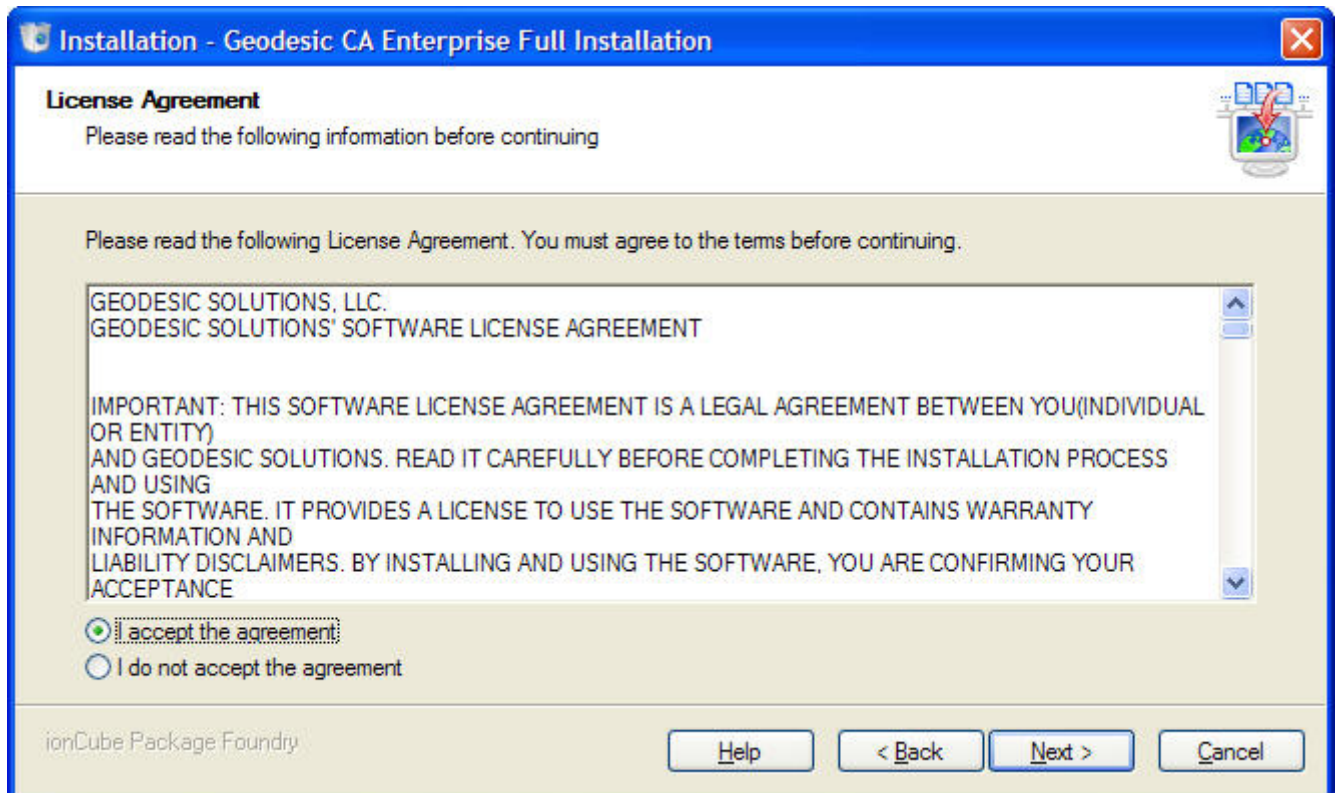 Installation - Geodesic CA Enterprise Full Installation
License Agreement
Please read the following information before continuing
Please read the following License Agreement. You must agree to the terms before continuing.
GEODESIC SOLUTIONS, LLC.
GEODESIC SOLUTIONS' SOFTWARE LICENSE AGREEMENT
IMPORTANT: THIS SOFTWARE LICENSE AGREEMENT IS A LEGAL AGREEMENT BETWEEN YOU(INDIVIDUAL
OR ENTITY)
AND GEODESIC SOLUTIONS. READ IT CAREFULLY BEFORE COMPLETING THE INSTALLATION PROCESS
AND USING
THE SOFTWARE. IT PROVIDES A LICENSE TO USE THE SOFTWARE AND CONTAINS WARRANTY
INFORMATION AND
LIABILITY DISCLAIMERS. BY INSTALLING AND USING THE SOFTWARE, YOU ARE CONFIRMING YOUR
ACCEPTANCE
I accept the agreement
I do not accept the agreement
ionCube Package Foundry
Help < Back Next > Cancel